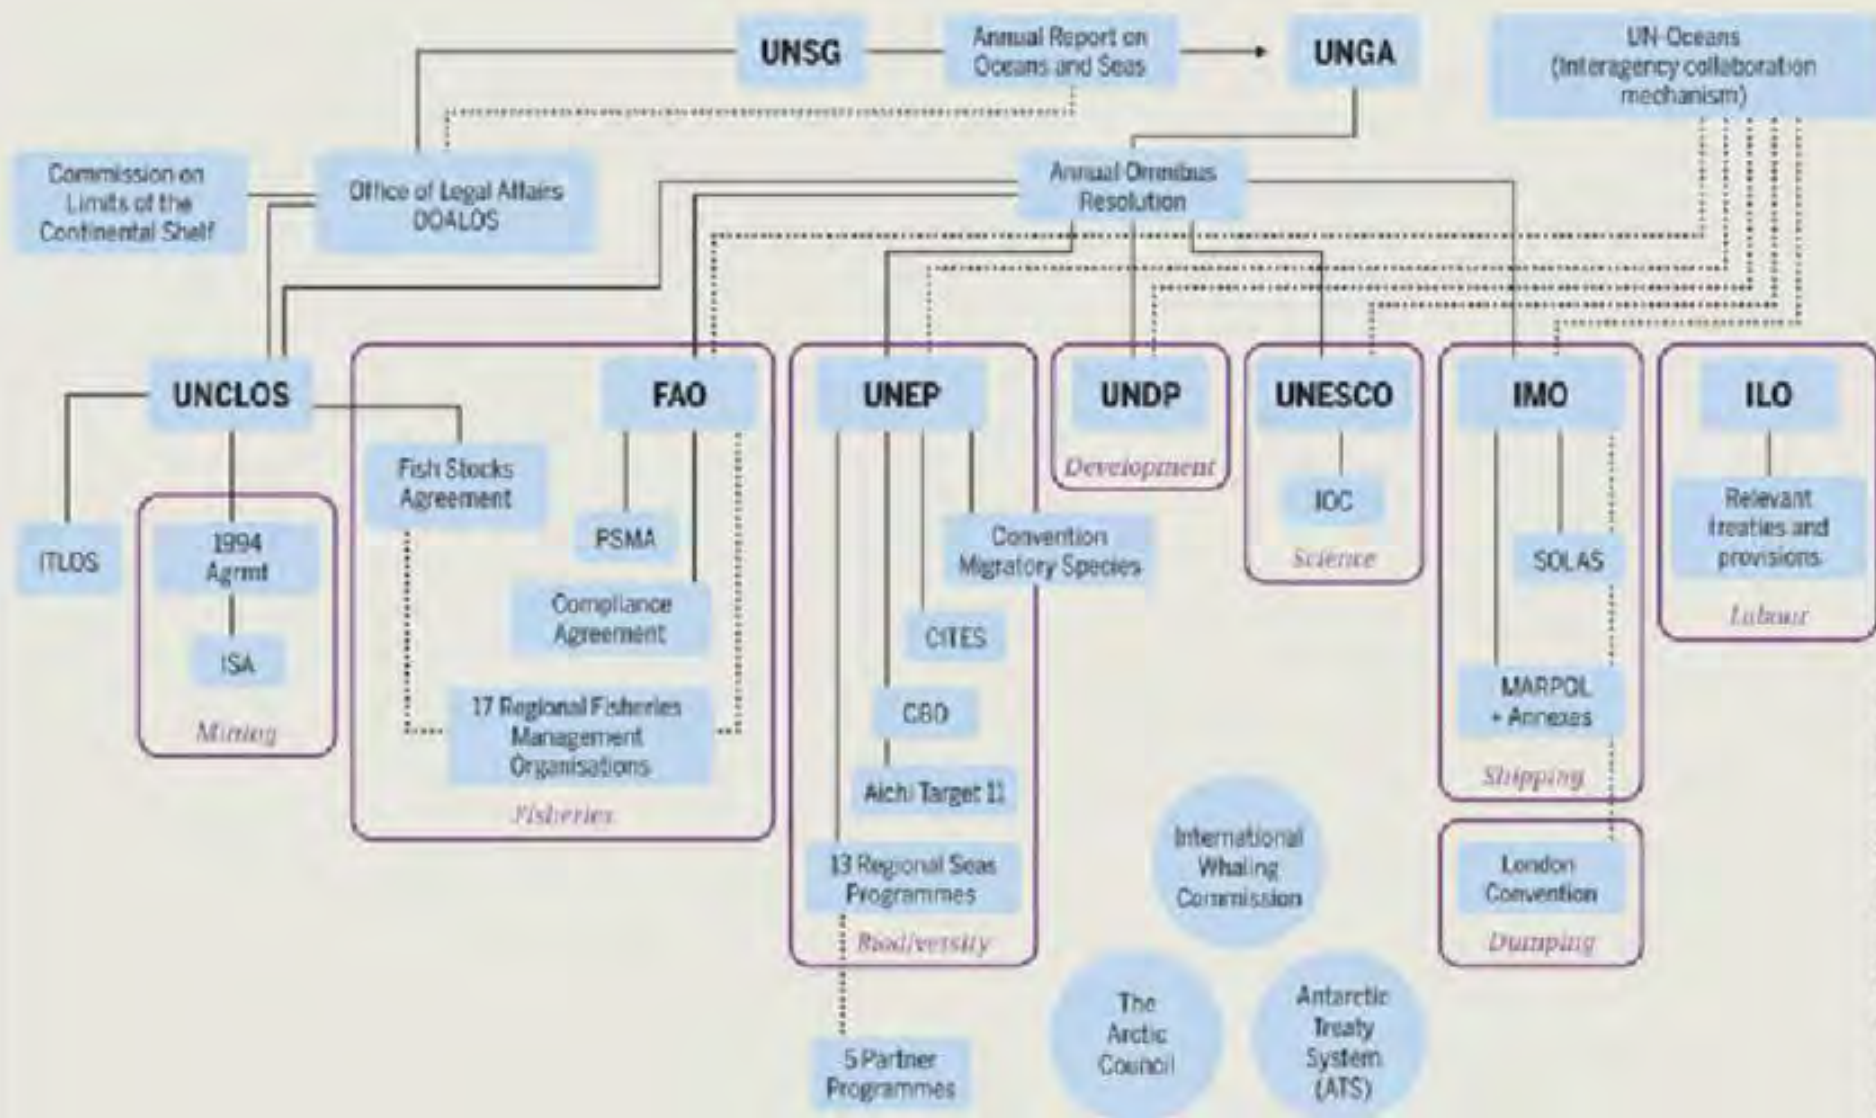 UNSG
Annual Report on
Oceans and Seas
UNGA
UN-Oceans
(Interagency collaboration
mechanism)
Commission on
Limits of the
Continental Shelf
Office of Legal Affairs
DOALOS
Annual Omnibus
Resolution
UNCLOS
FAO
UNEP
UNDP
UNESCO
IMO
ILO
ITLOS
1994
Agrmt
ISA
Mining
Fish Stocks
Agreement
PSMA
Compliance
Agreement
17 Regional Fisheries
Management
Organisations
Fisheries
Convention
Migratory Species
CITES
CBD
Aichi Target 11
13 Regional Seas
Programmes
Biodiversity
5 Partner
Programmes
Development
IOC
Science
SOLAS
MARPOL
+ Annexes
Shipping
London
Convention
Dumping
Relevant
treaties and
provisions
Labour
International
Whaling
Commission
The
Arctic
Council
Antarctic
Treaty
System
(ATS)